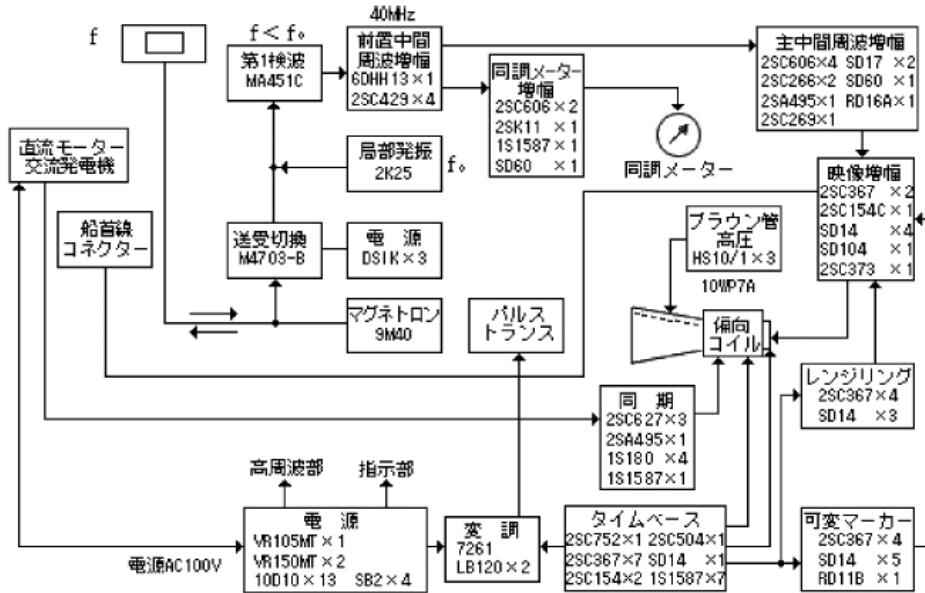 40MHz
f
f < f。
第1検波
MA451C
前置中間
周波増幅
6DHH13×1
2SC429×4
同調メーター
増幅
2SC606×2
2SK11 ×1
1S1587×1
SD60 ×1
主中間周波増幅
2SC606×4 SD17 ×2
2SC266×2 SD60 ×1
2SA495×1 RD16A×1
2SC269×1
直流モーター
交流発電機
局部発振
2K25
f。
同調メーター
映像増幅
2SC367 ×2
2SC154C×1
SD14 ×4
SD104 ×1
2SC373 ×1
船首線
コネクター
送受切換
M4703-B
電 源
DS1K×3
ブラウン管
高圧
HS10/1×3
10WP7A
マグネトロン
9M40
パルス
トランス
偏向
コイル
レンジリング
2SC367×4
SD14 ×3
同 期
2SC627×3
2SA495×1
1S180 ×4
1S1587×1
高周波部
指示部
電源AC100V
電 源
VR105MT×1
VR150MT×2
10D10×13 SB2×4
変 調
7261
LB120×2
タイムベース
2SC752×1 2SC504×1
2SC367×7 SD14 ×1
2SC154×2 1S1587×7
可変マーカー
2SC367×4
SD14 ×5
RD11B ×1